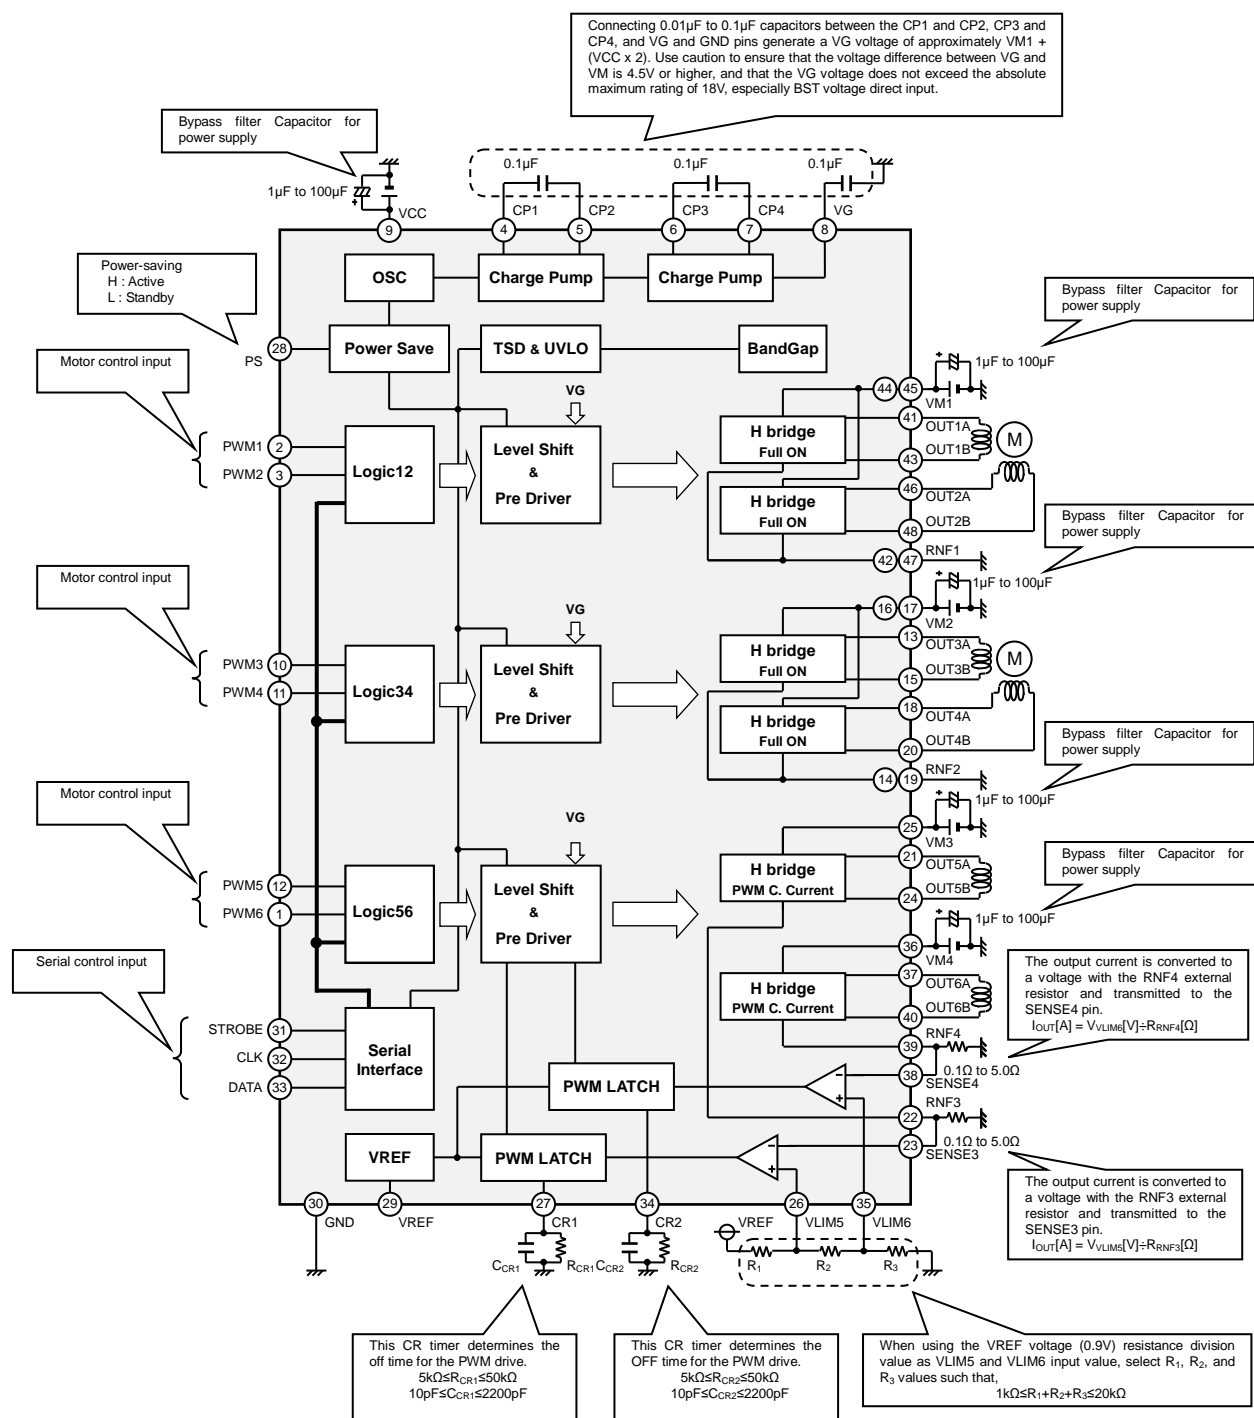 Connecting 0.01µF to 0.1µF capacitors between the CP1 and CP2, CP3 and
CP4, and VG and GND pins generate a VG voltage of approximately VM1 +
(VCC x 2). Use caution to ensure that the voltage difference between VG and
VM is 4.5V or higher, and that the VG voltage does not exceed the absolute
maximum rating of 18V, especially BST voltage direct input.
Bypass filter Capacitor for
power supply
1µF to 100µF
+
0.1µF 0.1µF 0.1µF
VCC CP1 CP2 CP3 CP4 VG
9 4 5 6 7 8
Power-saving
H : Active
L : Standby
OSC Charge Pump Charge Pump
Bypass filter Capacitor for
power supply
PS 28 Power Save TSD & UVLO BandGap
+ 1µF to 100µF
Motor control input
VG
44 45 VM1
41 OUT1A
H bridge
Full ON
M
PWM1 2
PWM2 3
Logic12
Level Shift
&
Pre Driver
43 OUT1B
46 OUT2A
H bridge
Full ON
48 OUT2B
Bypass filter Capacitor for
power supply
42 47 RNF1
+ 1µF to 100µF
Motor control input
VG
16 17 VM2
13 OUT3A
H bridge
Full ON
M
PWM3 10
PWM4 11
Logic34
Level Shift
&
Pre Driver
15 OUT3B
18 OUT4A
H bridge
Full ON
20 OUT4B
Bypass filter Capacitor for
power supply
14 19 RNF2
+ 1µF to 100µF
Motor control input
VG
25 VM3
21 OUT5A
H bridge
PWM C. Current
24 OUT5B
Bypass filter Capacitor for
power supply
PWM5 12
PWM6 1
Logic56
Level Shift
&
Pre Driver
+ 1µF to 100µF
36 VM4
37 OUT6A
H bridge
PWM C. Current
40 OUT6B
Serial control input
The output current is converted to
a voltage with the RNF4 external
resistor and transmitted to the
SENSE4 pin.
IOUT[A] = VVLIM6[V]÷RRNF4[Ω]
STROBE 31
CLK 32
DATA 33
Serial
Interface
39 RNF4
0.1Ω to 5.0Ω
38 SENSE4
PWM LATCH
− +
22 RNF3
0.1Ω to 5.0Ω
23 SENSE3
VREF PWM LATCH
− +
The output current is converted to
a voltage with the RNF3 external
resistor and transmitted to the
SENSE3 pin.
IOUT[A] = VVLIM5[V]÷RRNF3[Ω]
30 29 27 34 26 35
GND VREF CR1 CR2 VREF VLIM5 VLIM6
CCR1 RCR1 CCR2 RCR2 R1 R2 R3
This CR timer determines the
off time for the PWM drive.
5kΩ≤RCR1≤50kΩ
10pF≤CCR1≤2200pF
This CR timer determines the
OFF time for the PWM drive.
5kΩ≤RCR2≤50kΩ
10pF≤CCR2≤2200pF
When using the VREF voltage (0.9V) resistance division
value as VLIM5 and VLIM6 input value, select R1, R2, and
R3 values such that,
1kΩ≤R1+R2+R3≤20kΩ